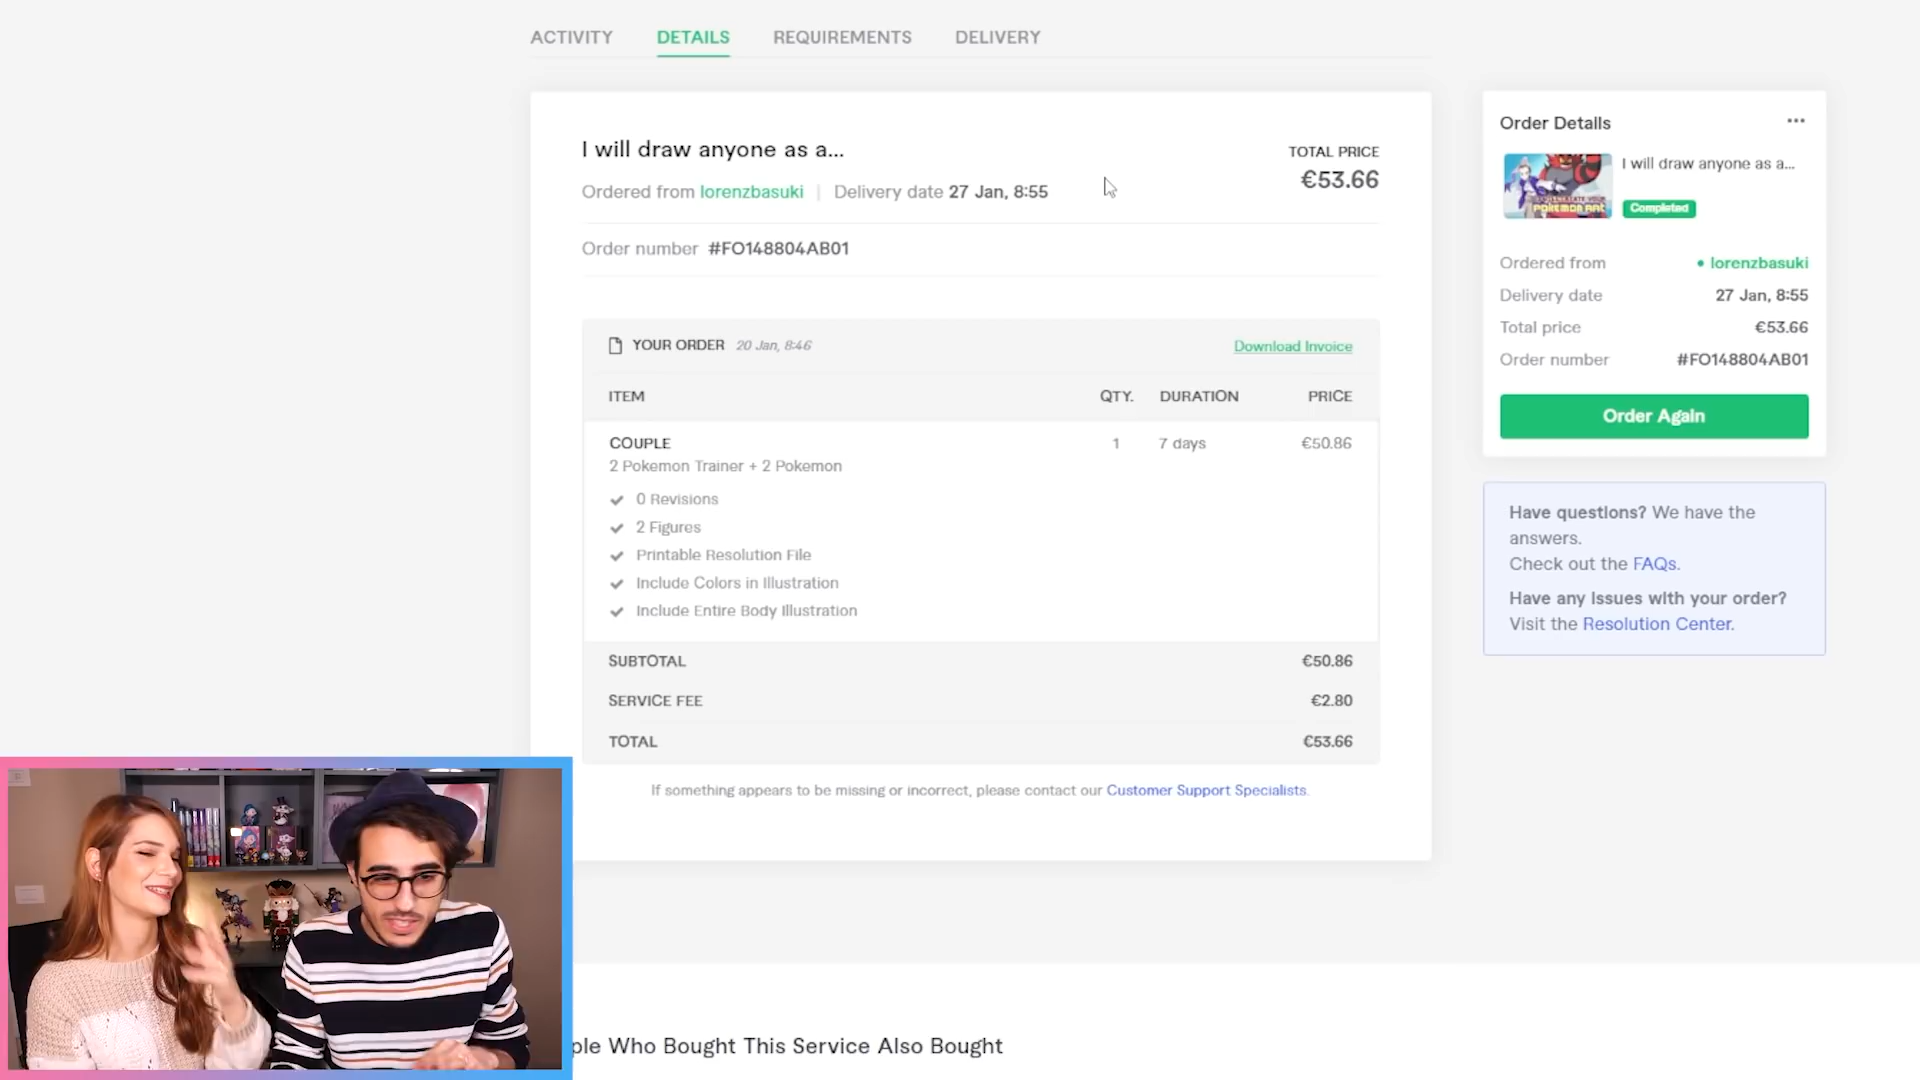 ACTIVITY DETAILS REQUIREMENTS DELIVERY
I will draw anyone as a...
TOTAL PRICE
€53.66
Ordered from lorenzbasuki | Delivery date 27 Jan, 8:55
Order number #FO148804AB01
YOUR ORDER 20 Jan, 8:46 Download Invoice
ITEM QTY. DURATION PRICE
COUPLE 1 7 days €50.86
2 Pokemon Trainer + 2 Pokemon
0 Revisions
2 Figures
Printable Resolution File
Include Colors in Illustration
Include Entire Body Illustration
SUBTOTAL €50.86
SERVICE FEE €2.80
TOTAL €53.66
If something appears to be missing or incorrect, please contact our Customer Support Specialists.
Order Details
I will draw anyone as a...
POKEMON ART
Completed
Ordered from lorenzbasuki
Delivery date 27 Jan, 8:55
Total price €53.66
Order number #FO148804AB01
Order Again
Have questions? We have the
answers.
Check out the FAQs.
Have any issues with your order?
Visit the Resolution Center.
ple Who Bought This Service Also Bought